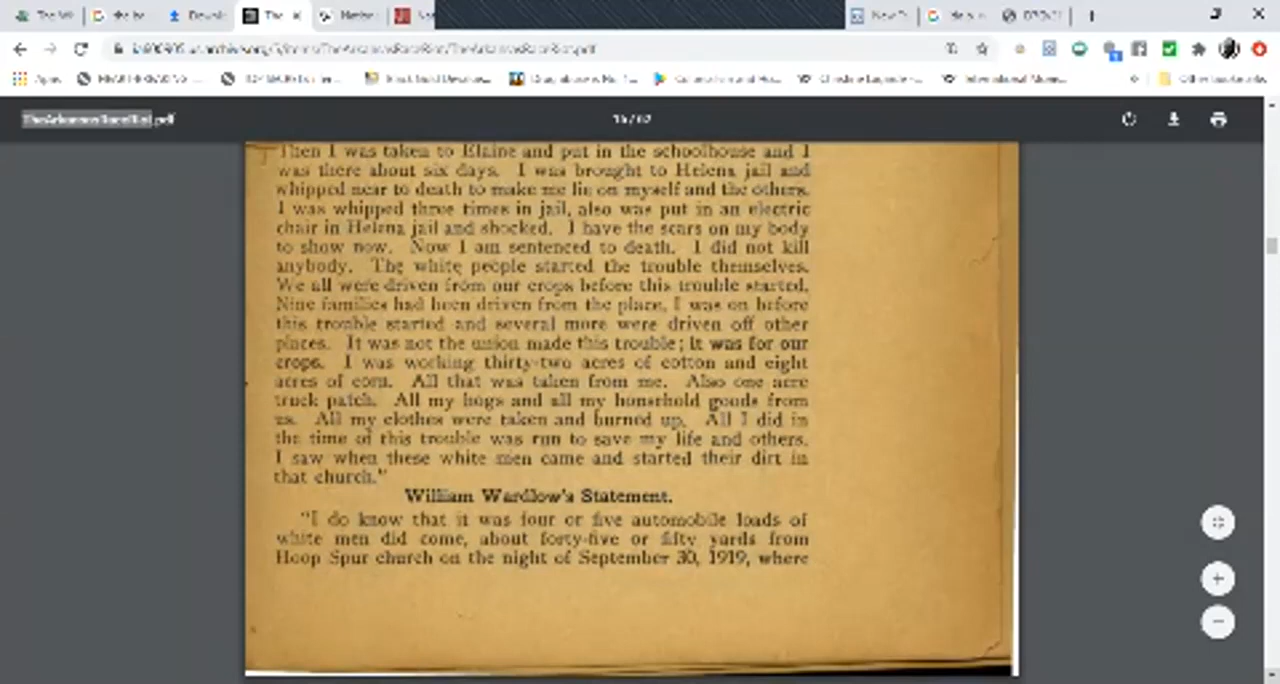 TheArkansasRaceRiot.pdf
Then I was taken to Elaine and put in the schoolhouse and I
was there about six days. I was brought to Helena jail and
whipped near to death to make me lie on myself and the others.
I was whipped three times in jail, also was put in an electric
chair in Helena jail and shocked. I have the scars on my body
to show now. Now I am sentenced to death. I did not kill
anybody. The white people started the trouble themselves.
We all were driven from our crops before this trouble started.
Nine families had been driven from the place, I was on before
this trouble started and several more were driven off other
places. It was not the union made this trouble; it was for our
crops. I was working thirty-two acres of cotton and eight
acres of corn. All that was taken from me. Also one acre
truck patch. All my hogs and all my household goods from
us. All my clothes were taken and burned up. All I did in
the time of this trouble was run to save my life and others.
I saw when these white men came and started their dirt in
that church."
William Wardlow's Statement.
"I do know that it was four or five automobile loads of
white men did come, about forty-five or fifty yards from
Hoop Spur church on the night of September 30, 1919, where